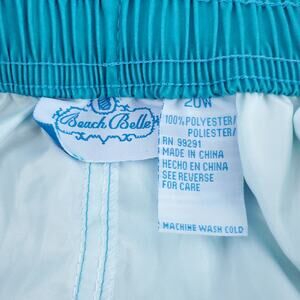 Beach Belle
20W
100% POLYESTER/
POLIESTER/
RN 99291
MADE IN CHINA
HECHO EN CHINA
SEE REVERSE
FOR CARE
MACHINE WASH COLD